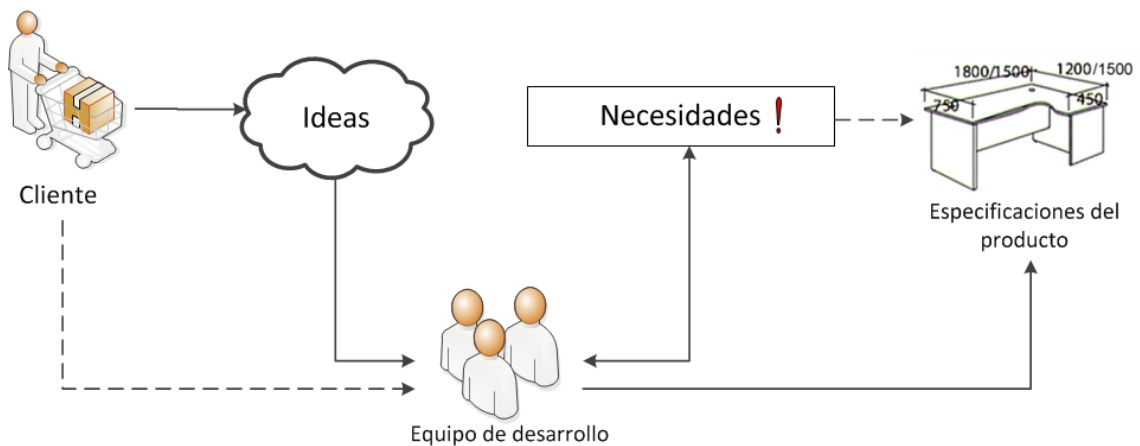 Cliente
Ideas
Necesidades !
1800/1500
1200/1500
750
450
Especificaciones del
producto
Equipo de desarrollo